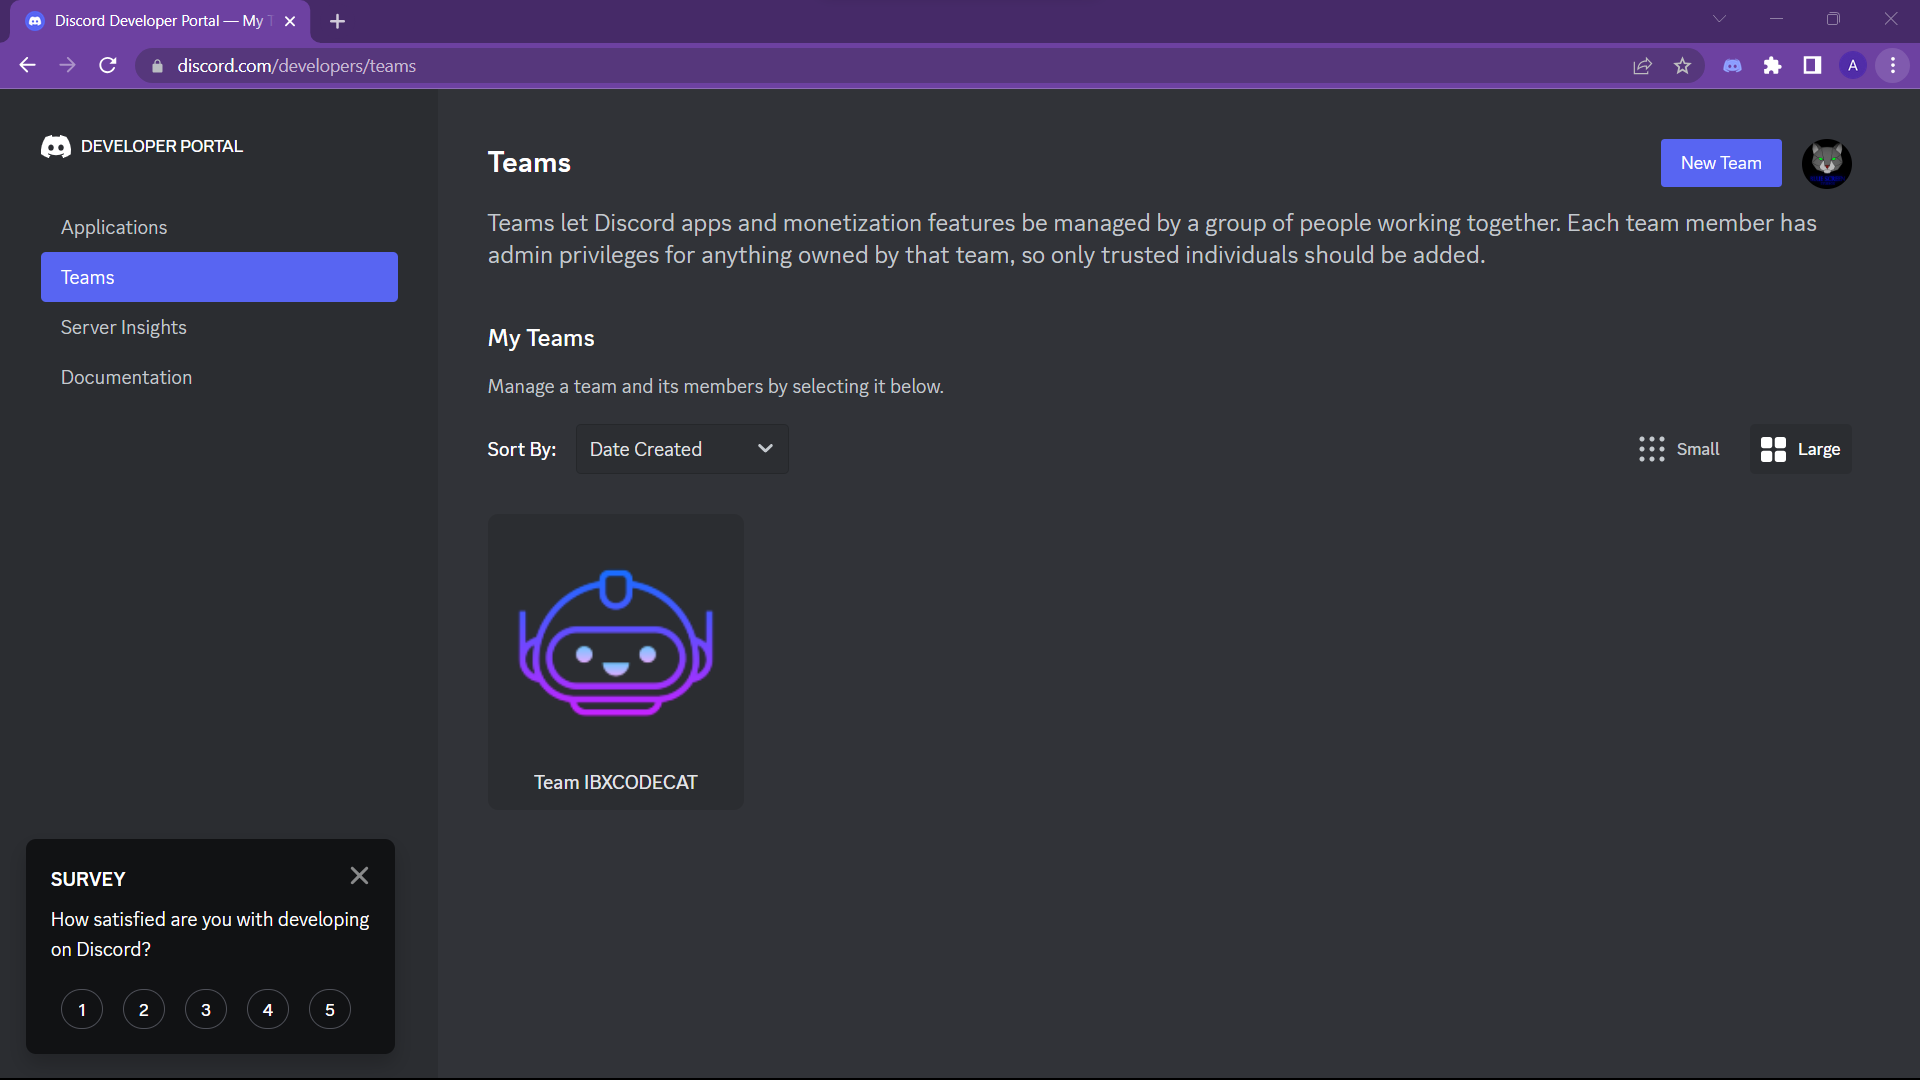 Discord Developer Portal — My T
discord.com/developers/teams
A
DEVELOPER PORTAL
Applications
Teams
Server Insights
Documentation
Teams
New Team
Teams let Discord apps and monetization features be managed by a group of people working together. Each team member has
admin privileges for anything owned by that team, so only trusted individuals should be added.
My Teams
Manage a team and its members by selecting it below.
Sort By:
Date Created
Small
Large
Team IBXCODECAT
SURVEY
How satisfied are you with developing
on Discord?
1 2 3 4 5